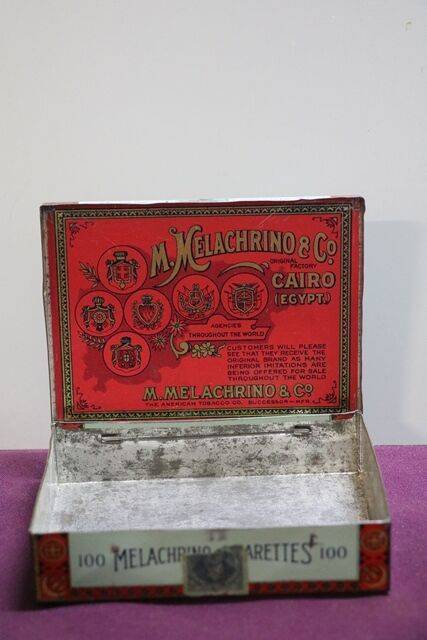 M. MELACHRINO & Co.
ORIGINAL FACTORY
CAIRO
(EGYPT.)
AGENCIES
THROUGHOUT THE WORLD
CUSTOMERS WILL PLEASE
SEE THAT THEY RECEIVE THE
ORIGINAL BRAND AS MANY
INFERIOR IMITATIONS ARE
BEING OFFERED FOR SALE
THROUGHOUT THE WORLD
M. MELACHRINO & Co.
THE AMERICAN TOBACCO CO. SUCCESSOR-MFR.
100 "MELACHRINO 100